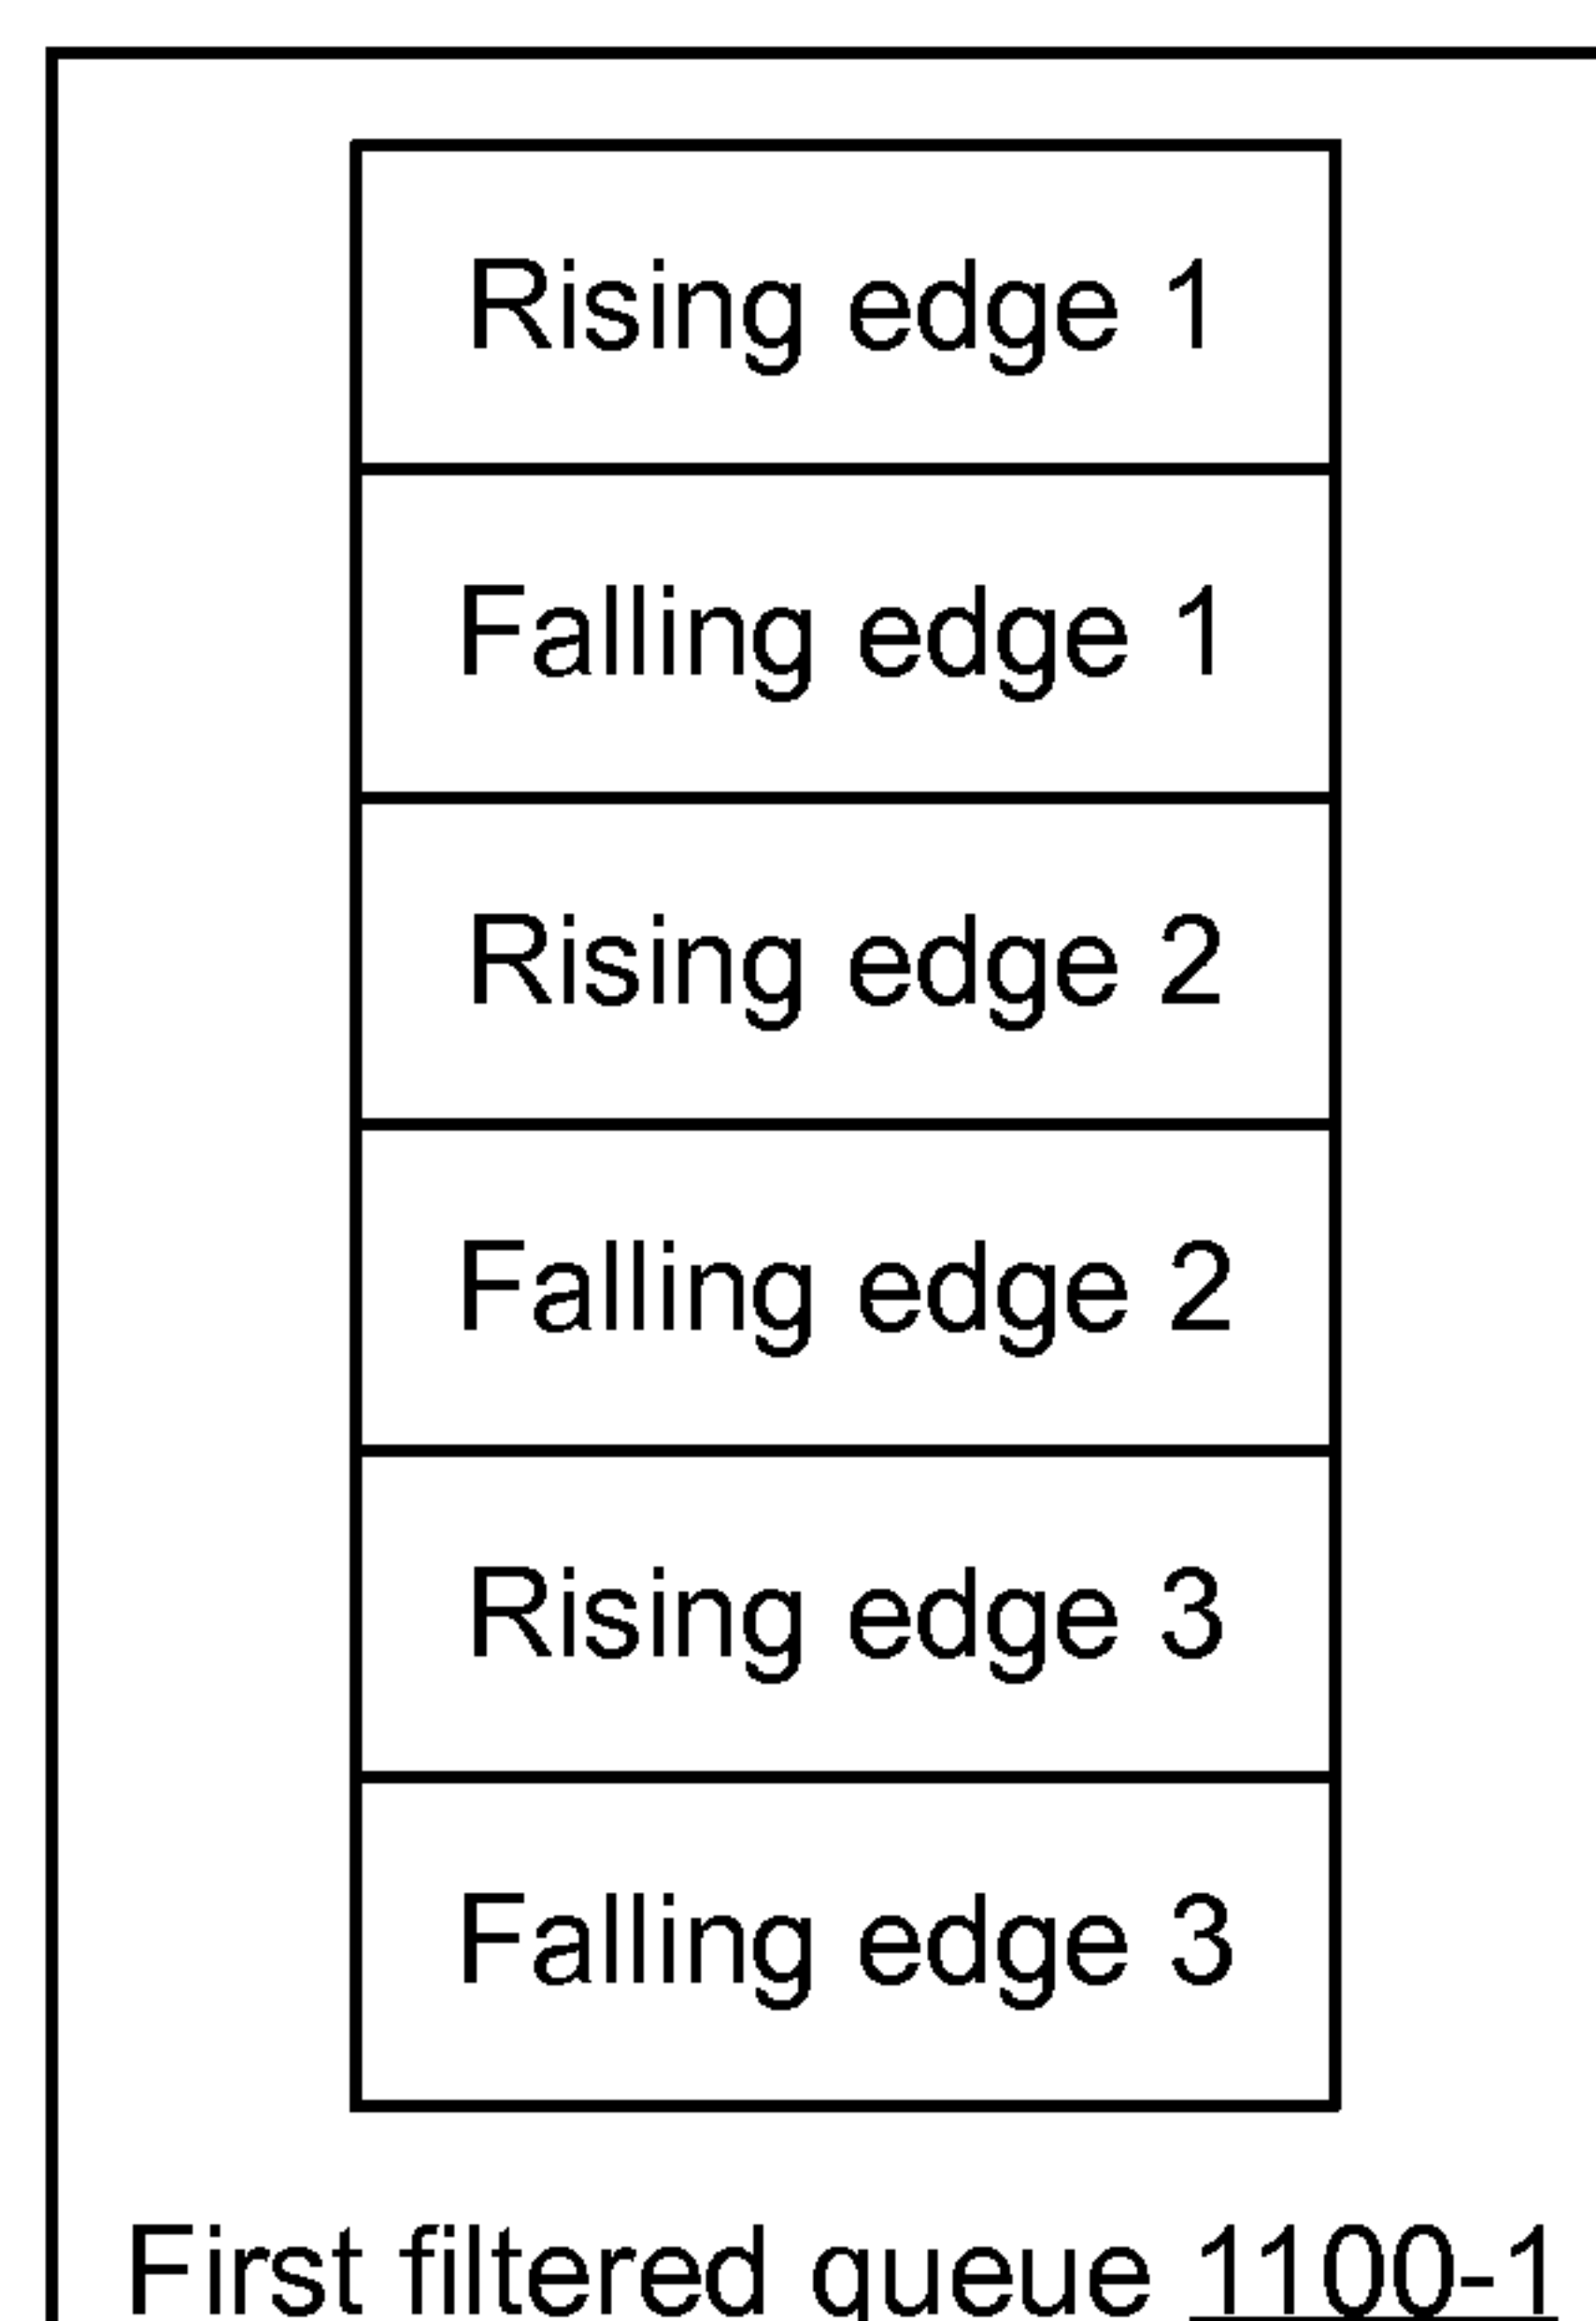 Rising edge 1
Falling edge 1
Rising edge 2
Falling edge 2
Rising edge 3
Falling edge 3
First filtered queue 1100-1